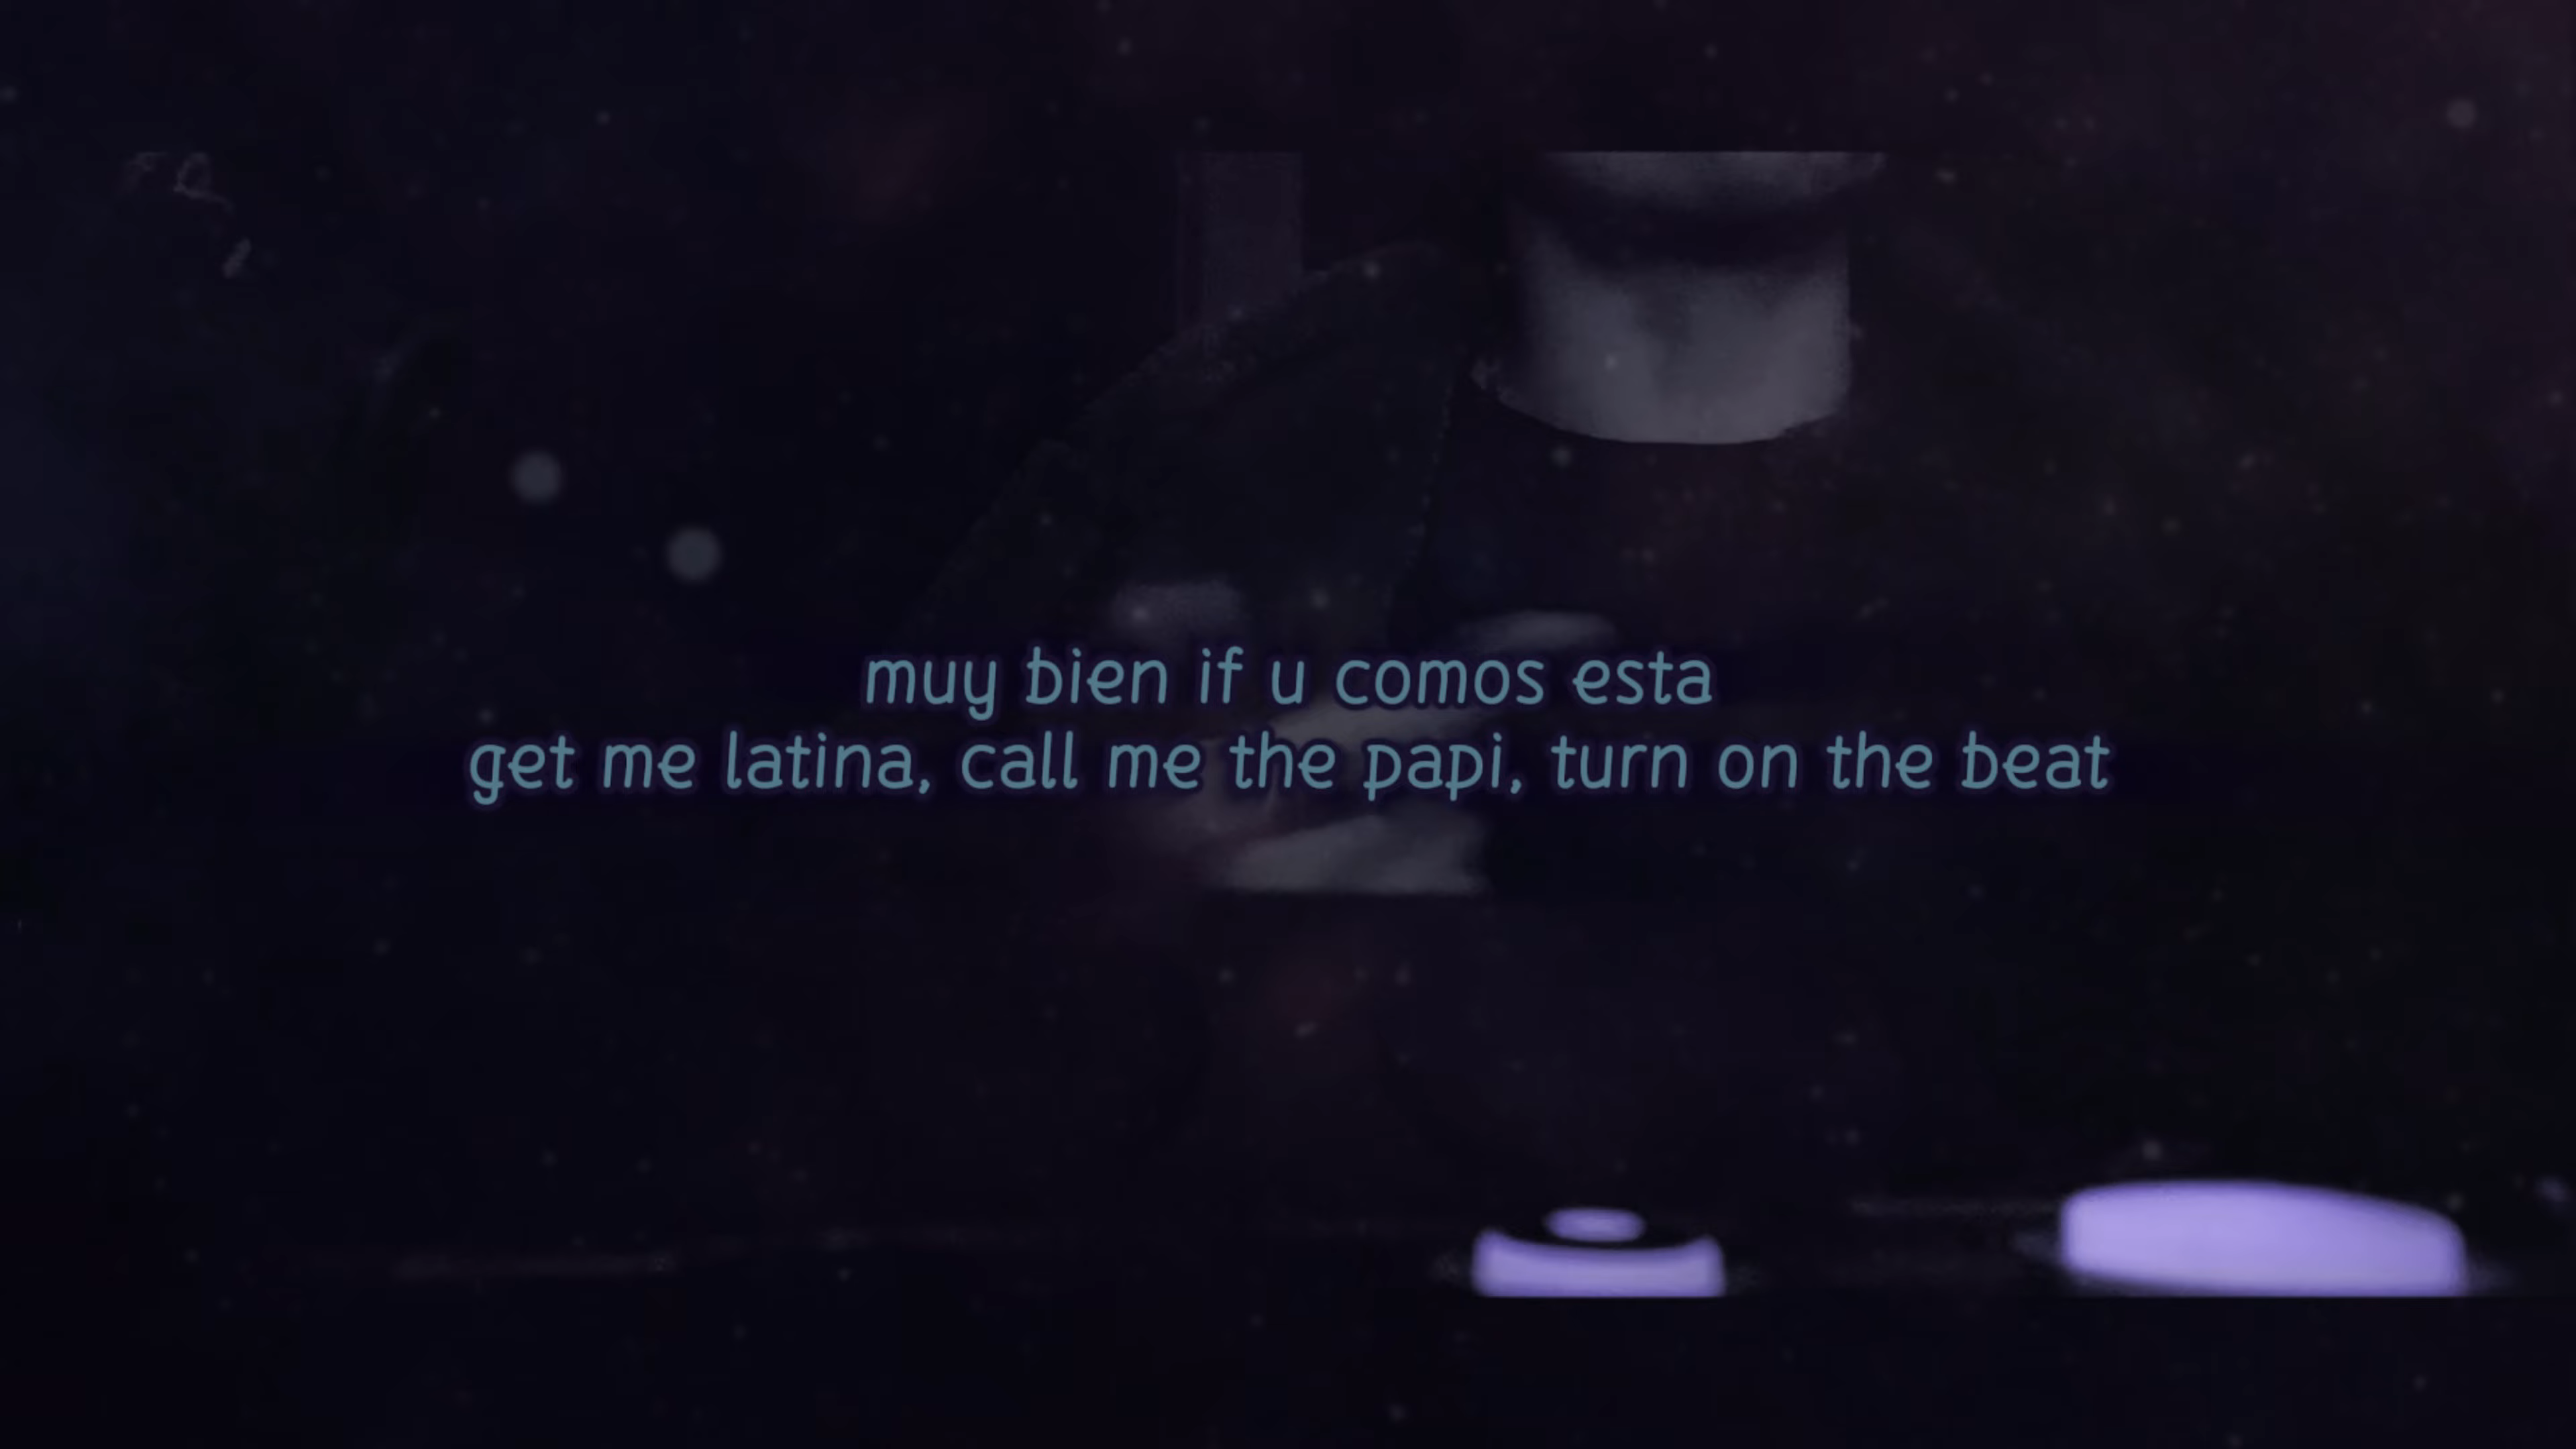 muy bien if u comos esta
get me latina, call me the papi, turn on the beat